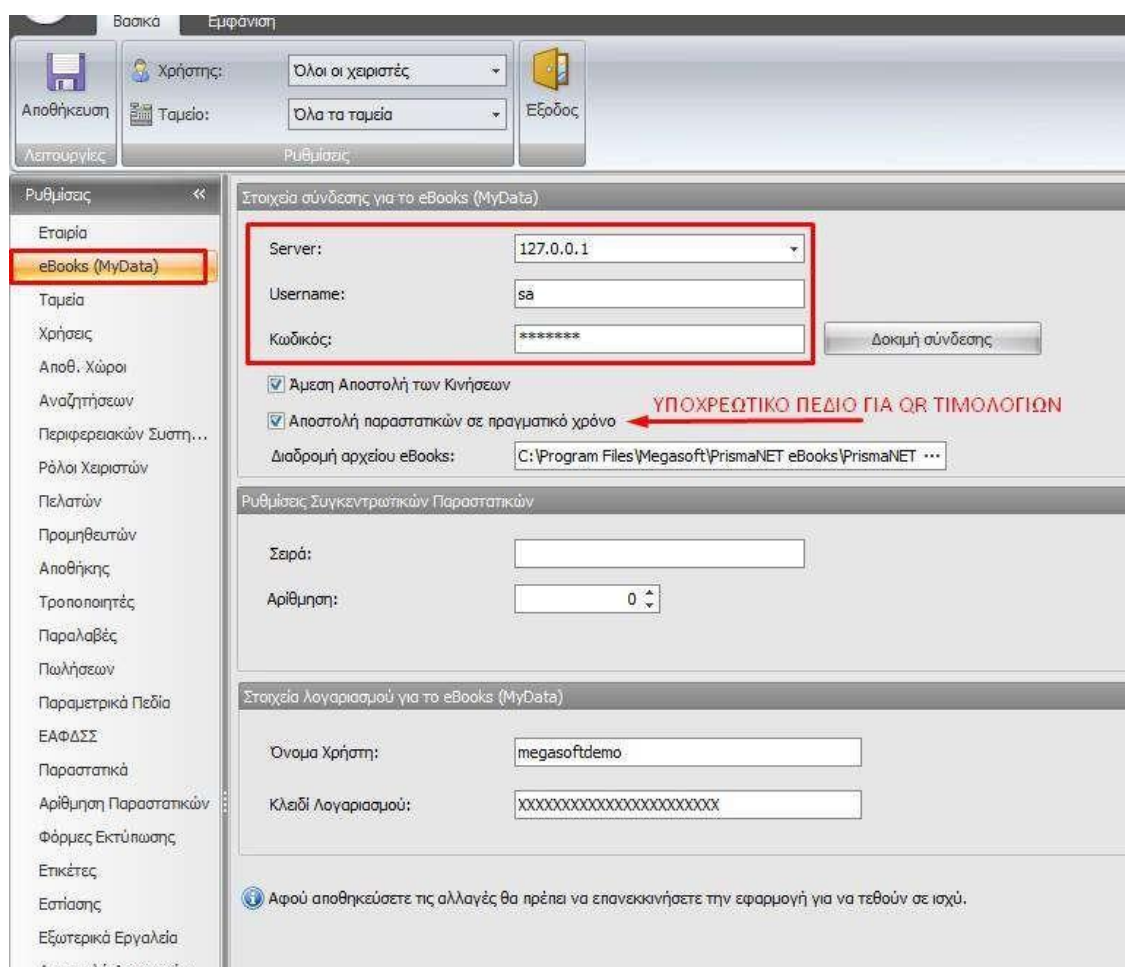 Βασικά Εμφάνιση
Χρήστης: Όλοι οι χειριστές
Αποθήκευση Ταμείο: Όλα τα ταμεία Έξοδος
Λειτουργίες Ρυθμίσεις
Ρυθμίσεις «
Εταιρία
eBooks (MyData)
Ταμεία
Χρήσεις
Αποθ. Χώροι
Αναζητήσεων
Περιφερειακών Συστη...
Ρόλοι Χειριστών
Πελατών
Προμηθευτών
Αποθήκης
Τροποποιητές
Παραλαβές
Πωλήσεων
Παραμετρικά Πεδία
ΕΑΦΔΣΣ
Παραστατικά
Αρίθμηση Παραστατικών
Φόρμες Εκτύπωσης
Ετικέτες
Εστίασης
Εξωτερικά Εργαλεία
Στοιχεία σύνδεσης για το eBooks (MyData)
Server: 127.0.0.1
Username: sa
Κωδικός: *******
Δοκιμή σύνδεσης
Άμεση Αποστολή των Κινήσεων
Αποστολή παραστατικών σε πραγματικό χρόνο
ΥΠΟΧΡΕΩΤΙΚΟ ΠΕΔΙΟ ΓΙΑ QR ΤΙΜΟΛΟΓΙΩΝ
Διαδρομή αρχείου eBooks: C:\Program Files\Megasoft\PrismaNET eBooks\PrismaNET ...
Ρυθμίσεις Συγκεντρωτικών Παραστατικών
Σειρά:
Αρίθμηση: 0
Στοιχεία λογαριασμού για το eBooks (MyData)
Όνομα Χρήστη: megasoftdemo
Κλειδί Λογαριασμού: XXXXXXXXXXXXXXXXXXXXXXX
Αφού αποθηκεύσετε τις αλλαγές θα πρέπει να επανεκκινήσετε την εφαρμογή για να τεθούν σε ισχύ.